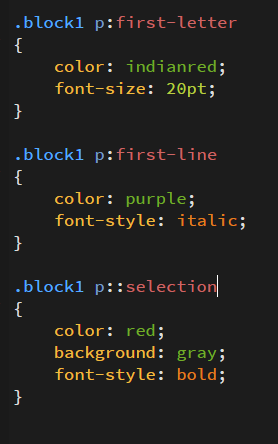 .block1 p:first-letter
{
    color: indianred;
    font-size: 20pt;
}

.block1 p:first-line
{
    color: purple;
    font-style: italic;
}

.block1 p::selection
{
    color: red;
    background: gray;
    font-style: bold;
}